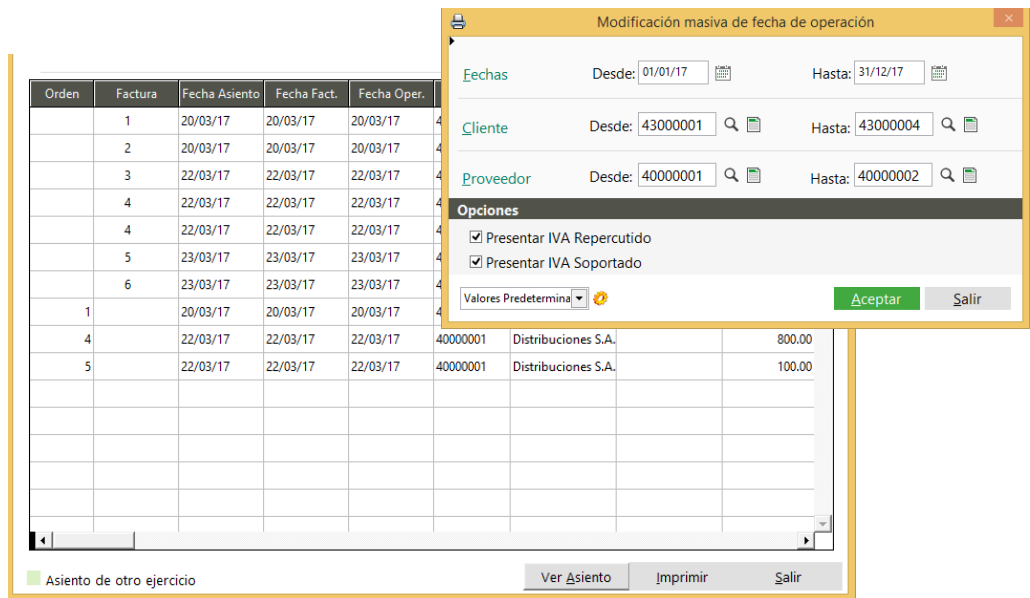 Modificación masiva de fecha de operación
Fechas Desde: 01/01/17 Hasta: 31/12/17
Cliente Desde: 43000001 Hasta: 43000004
Proveedor Desde: 40000001 Hasta: 40000002
Opciones
Presentar IVA Repercutido
Presentar IVA Soportado
Valores Predetermina Aceptar Salir
Orden Factura Fecha Asiento Fecha Fact. Fecha Oper.
1 20/03/17 20/03/17 20/03/17 4
2 20/03/17 20/03/17 20/03/17 4
3 22/03/17 22/03/17 22/03/17 4
4 22/03/17 22/03/17 22/03/17 4
4 22/03/17 22/03/17 22/03/17 4
5 23/03/17 23/03/17 23/03/17 4
6 23/03/17 23/03/17 23/03/17 4
1 20/03/17 20/03/17 20/03/17 4
4 22/03/17 22/03/17 22/03/17 40000001 Distribuciones S.A. 800.00
5 22/03/17 22/03/17 22/03/17 40000001 Distribuciones S.A. 100.00
Asiento de otro ejercicio Ver Asiento Imprimir Salir